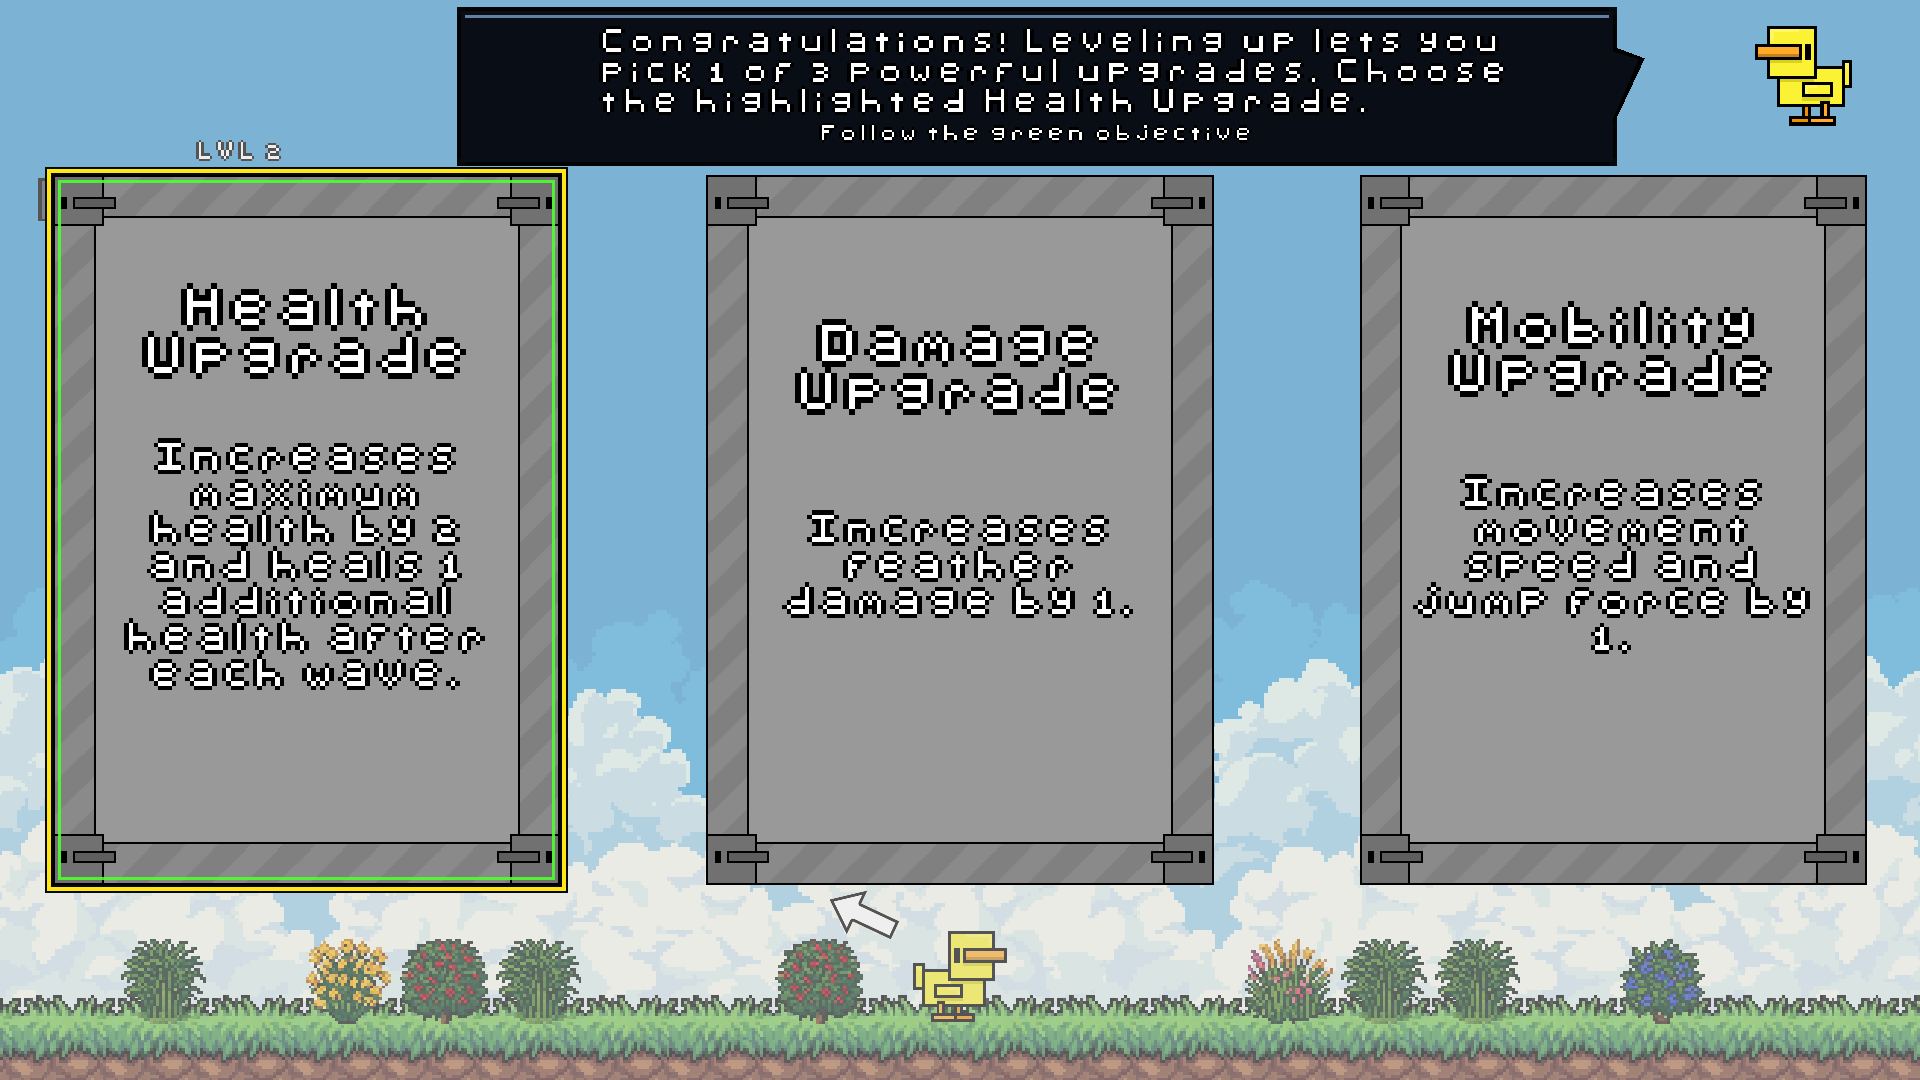 Congratulations! Leveling up lets you
pick 1 of 3 powerful upgrades. Choose
the highlighted Health Upgrade.
Follow the green objective
LVL 2
Health
Upgrade
Increases
maximum
health by 2
and heals 1
additional
health after
each wave.
Damage
Upgrade
Increases
feather
damage by 1.
Mobility
Upgrade
Increases
movement
speed and
jump force by
1.